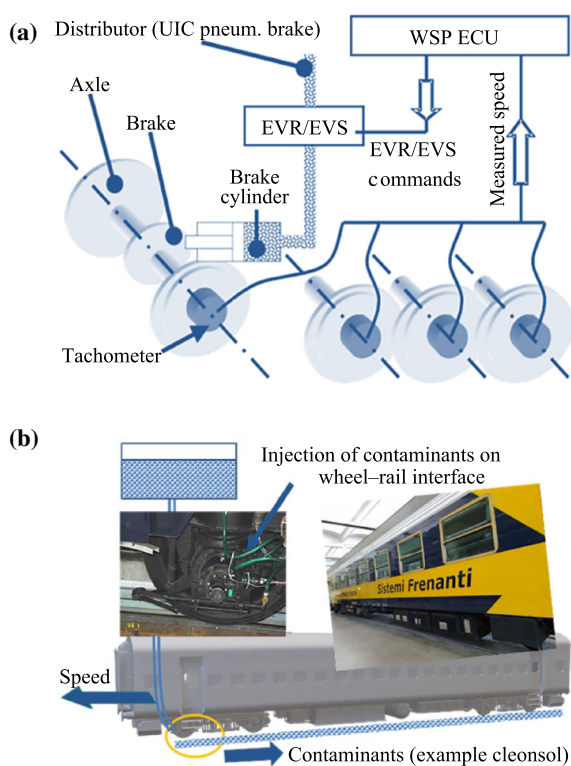 (a)
Distributor (UIC pneum. brake)
WSP ECU
Axle
Brake
EVR/EVS
EVR/EVS
commands
Measured speed
Brake
cylinder
Tachometer
(b)
Injection of contaminants on
wheel–rail interface
Sistemi Frenanti
Speed
Contaminants (example cleonsol)